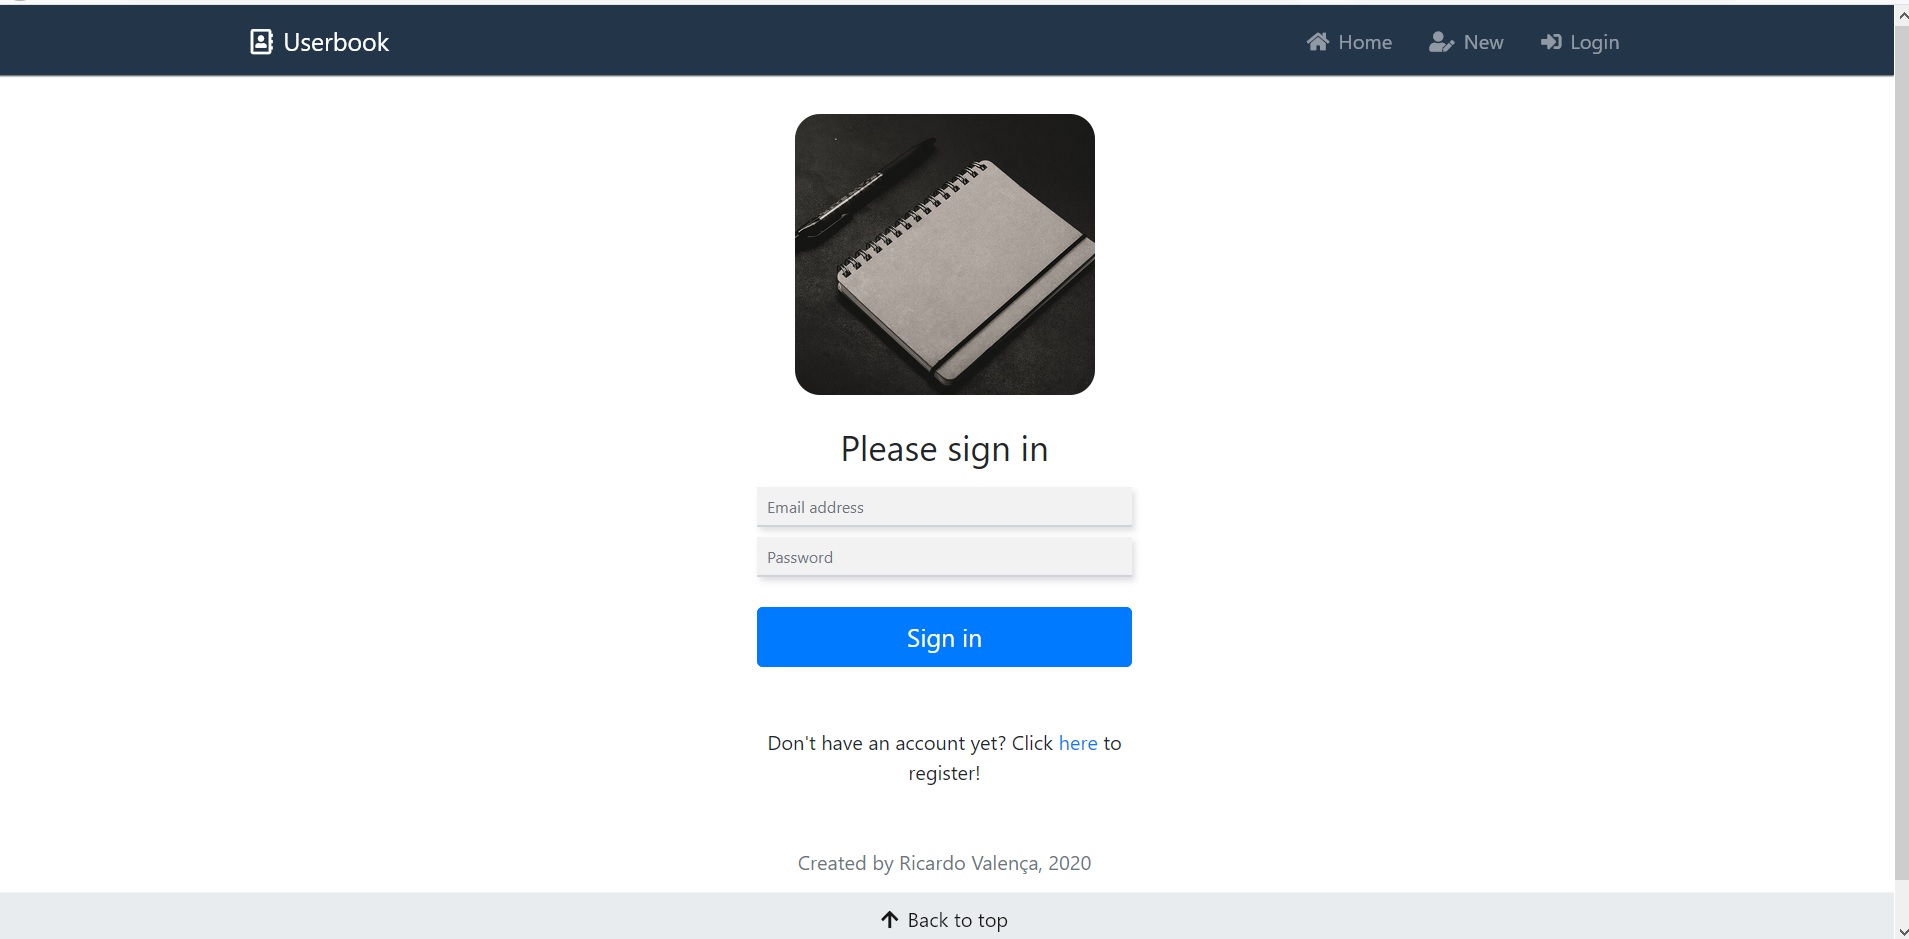 Userbook
Home
New
Login
Please sign in
Email address
Password
Sign in
Don't have an account yet? Click here to
register!
Created by Ricardo Valença, 2020
Back to top